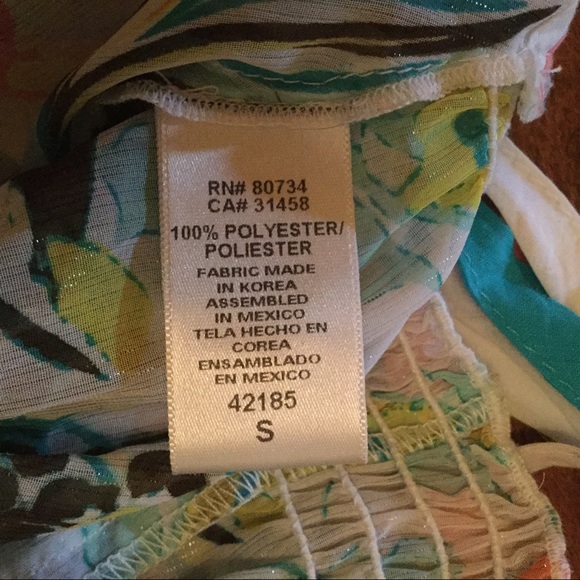 RN# 80734
CA# 31458
100% POLYESTER/
POLIESTER
FABRIC MADE
IN KOREA
ASSEMBLED
IN MEXICO
TELA HECHO EN
COREA
ENSAMBLADO
EN MEXICO
42185
S